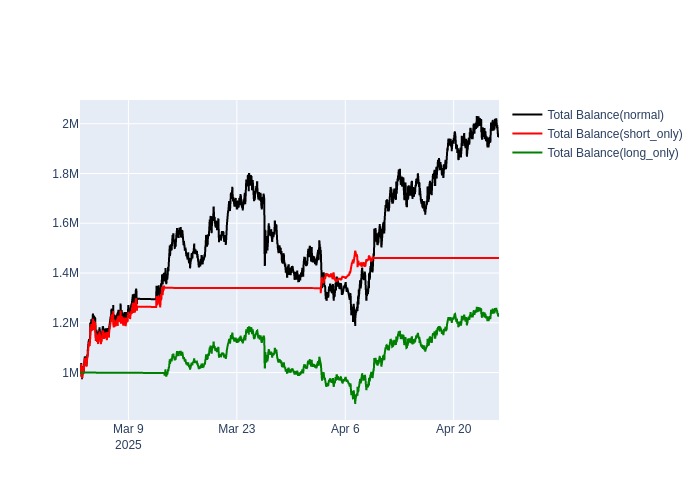 Total Balance(normal)
Total Balance(short_only)
Total Balance(long_only)
2M
1.8M
1.6M
1.4M
1.2M
1M
Mar 9
2025
Mar 23
Apr 6
Apr 20